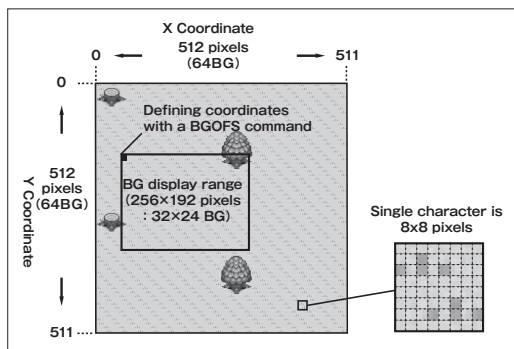 X Coordinate
0
512 pixels
(64BG)
511
0
Defining coordinates
with a BGOFS command
Y Coordinate
512
pixels
(64BG)
BG display range
(256×192 pixels
: 32×24 BG)
Single character is
8x8 pixels
511